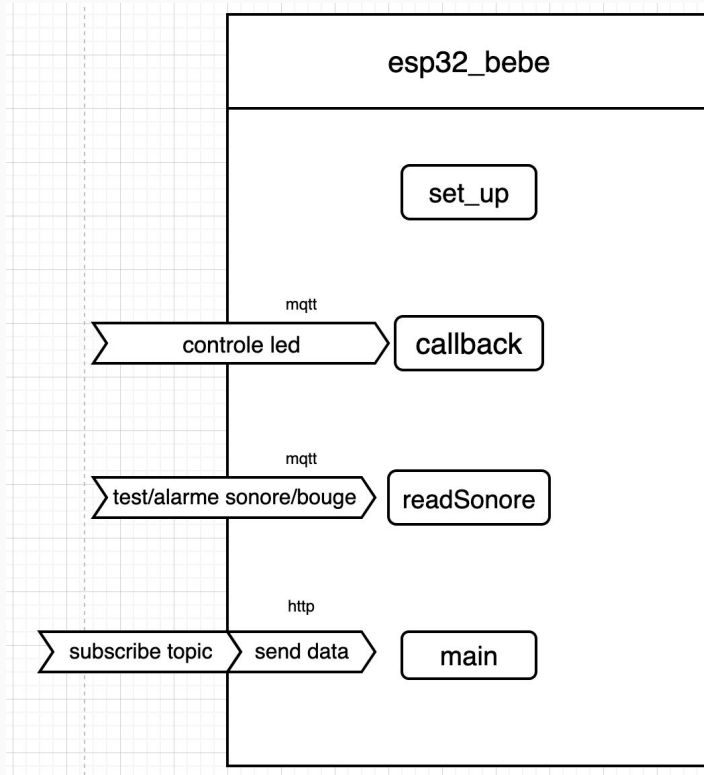 esp32_bebe
set_up
mqtt
controle led
callback
mqtt
test/alarme sonore/bouge
readSonore
http
subscribe topic
send data
main